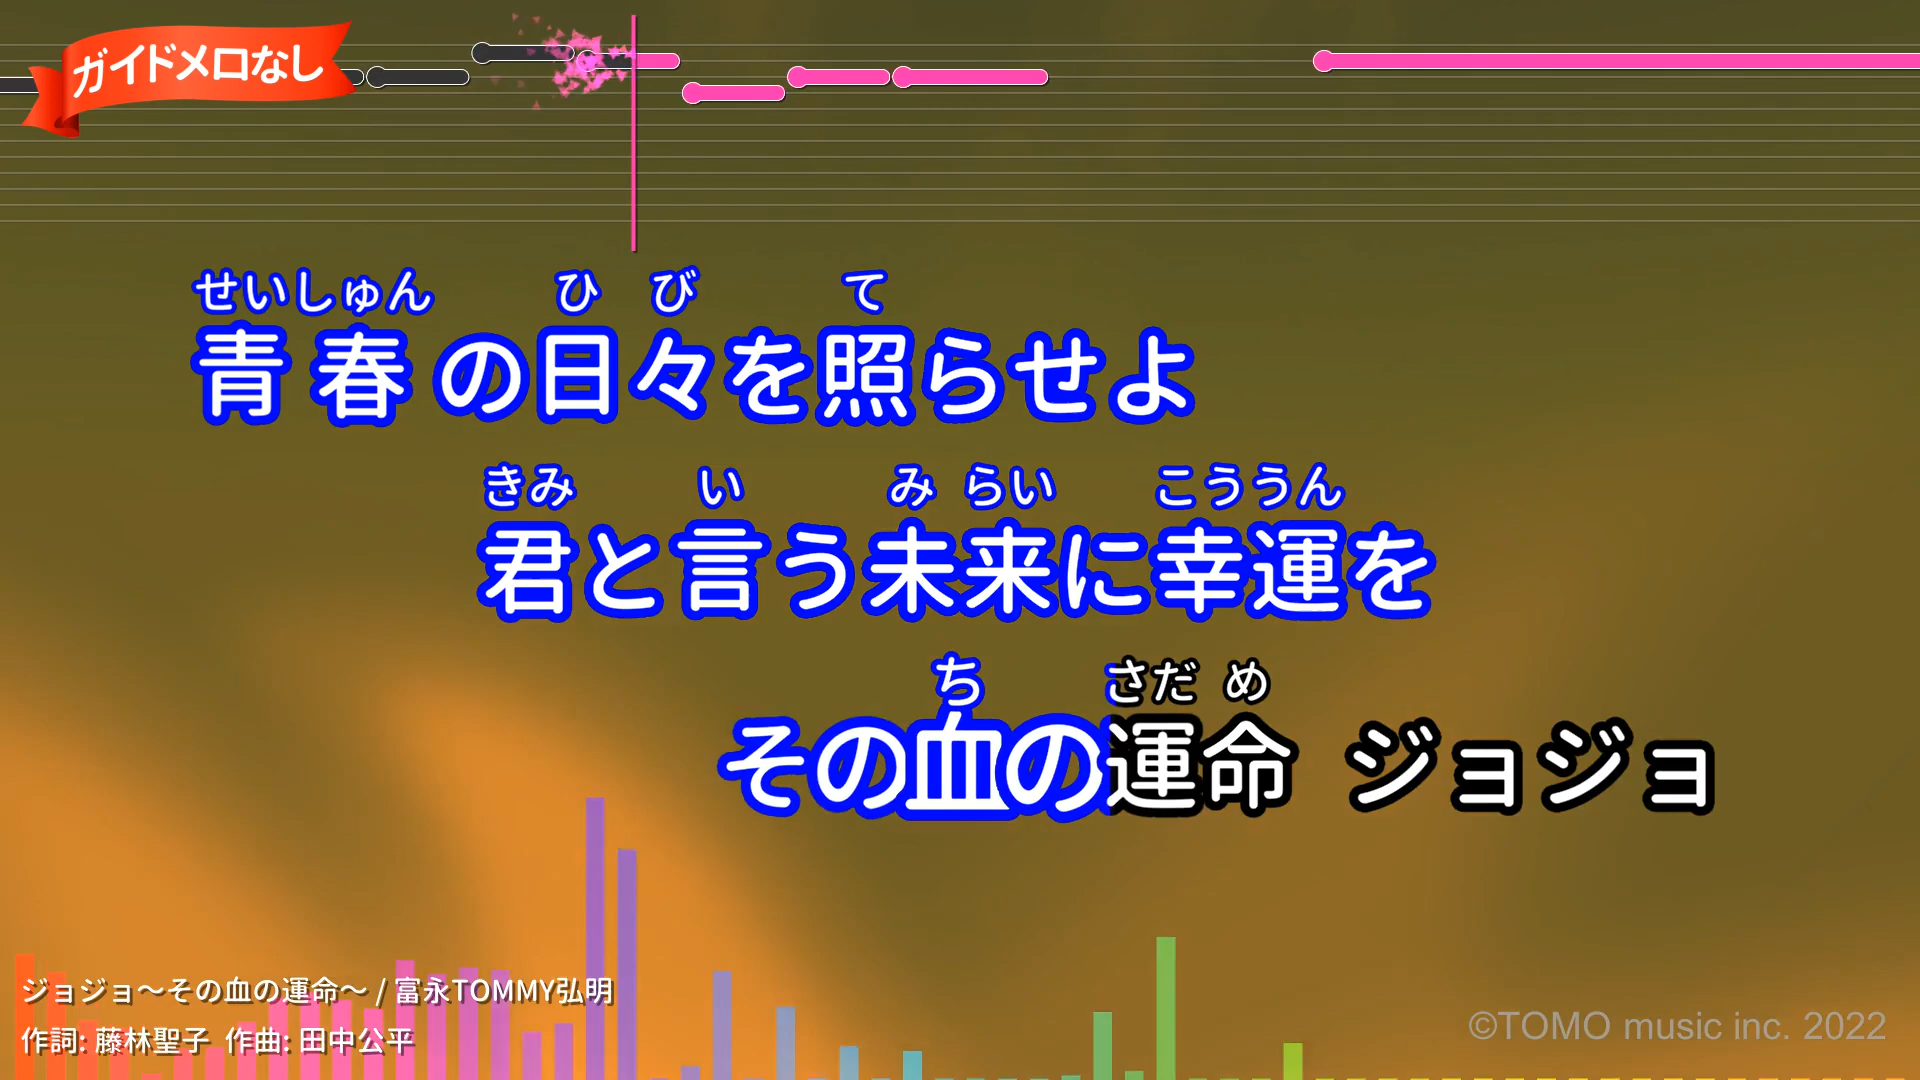 ガイドメロなし
せいしゅん ひ び て
青春の日々を照らせよ
きみ い み らい こううん
君と言う未来に幸運を
ち さだ め
その血の運命 ジョジョ
ジョジョ～その血の運命～ / 富永TOMMY弘明
作詞: 藤林聖子 作曲: 田中公平
©TOMO music inc. 2022